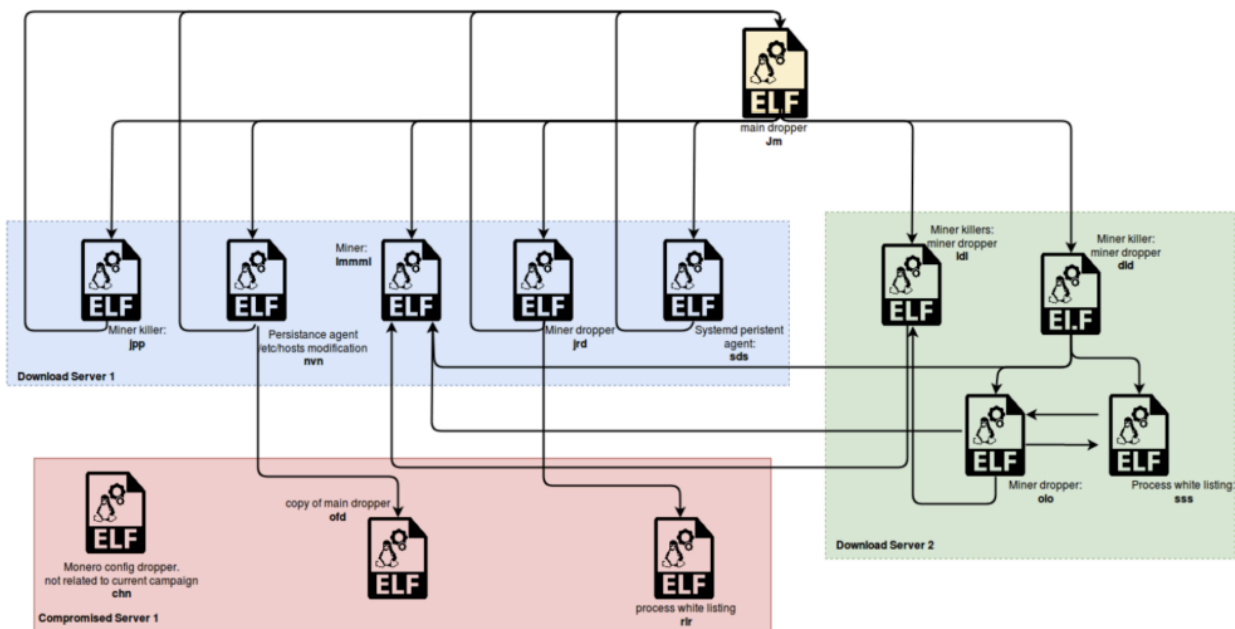 ELF
main dropper
Jm
Miner killer:
jpp
ELF
Persistance agent
/etc/hosts modification
nvn
ELF
Miner:
lmmml
ELF
Miner dropper
jrd
ELF
Systemd peristent
agent:
sds
ELF
Download Server 1
Miner killers:
miner dropper
ldl
ELF
Miner killer:
miner dropper
dld
ELF
ELF
Miner dropper:
olo
ELF
Process white listing:
sss
Download Server 2
ELF
Monero config dropper.
not related to current campaign
chn
copy of main dropper
ofd
ELF
ELF
process white listing
rlr
Compromised Server 1